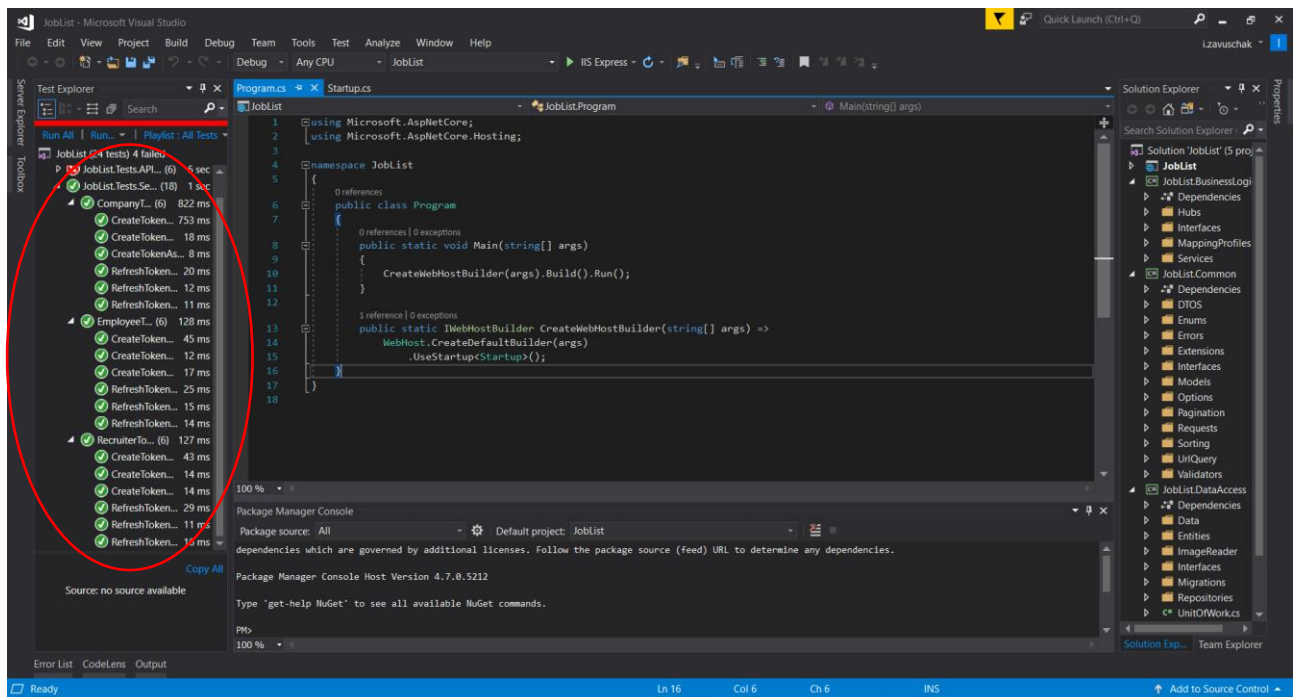 JobList - Microsoft Visual Studio
Quick Launch (Ctrl+Q)
File Edit View Project Build Debug Team Tools Test Analyze Window Help
i.zavuschak
I
Debug Any CPU JobList IIS Express
Server Explorer
Toolbox
Test Explorer
Search
Run All | Run... | Playlist : All Tests
JobList (24 tests) 4 failed
JobList.Tests.API... (6) 6 sec
JobList.Tests.Se... (18) 1 sec
CompanyT... (6) 822 ms
CreateToken... 753 ms
CreateToken... 18 ms
CreateTokenAs... 8 ms
RefreshToken... 20 ms
RefreshToken... 12 ms
RefreshToken... 11 ms
EmployeeT... (6) 128 ms
CreateToken... 45 ms
CreateToken... 12 ms
CreateToken... 17 ms
RefreshToken... 25 ms
RefreshToken... 15 ms
RefreshToken... 14 ms
RecruiterTo... (6) 127 ms
CreateToken... 43 ms
CreateToken... 14 ms
CreateToken... 14 ms
RefreshToken... 29 ms
RefreshToken... 11 ms
RefreshToken... 16 ms
Copy All
Source: no source available
Program.cs Startup.cs
JobList JobList.Program Main(string[] args)
1 using Microsoft.AspNetCore;
2 using Microsoft.AspNetCore.Hosting;
3
4 namespace JobList
5 {
0 references
6 public class Program
7 {
0 references | 0 exceptions
8 public static void Main(string[] args)
9 {
10 CreateWebHostBuilder(args).Build().Run();
11 }
12
1 reference | 0 exceptions
13 public static IWebHostBuilder CreateWebHostBuilder(string[] args) =>
14 WebHost.CreateDefaultBuilder(args)
15 .UseStartup<Startup>();
16 }
17 }
18
100 %
Package Manager Console
Package source: All Default project: JobList
dependencies which are governed by additional licenses. Follow the package source (feed) URL to determine any dependencies.
Package Manager Console Host Version 4.7.0.5212
Type 'get-help NuGet' to see all available NuGet commands.
PM>
100 %
Solution Explorer
Properties
Search Solution Explorer
Solution 'JobList' (5 proj
JobList
C# JobList.BusinessLogi
Dependencies
Hubs
Interfaces
MappingProfiles
Services
C# JobList.Common
Dependencies
DTOS
Enums
Errors
Extensions
Interfaces
Models
Options
Pagination
Requests
Sorting
UrlQuery
Validators
C# JobList.DataAccess
Dependencies
Data
Entities
ImageReader
Interfaces
Migrations
Repositories
C# UnitOfWork.cs
Solution Exp... Team Explorer
Error List CodeLens Output
Ready Ln 16 Col 6 Ch 6 INS Add to Source Control